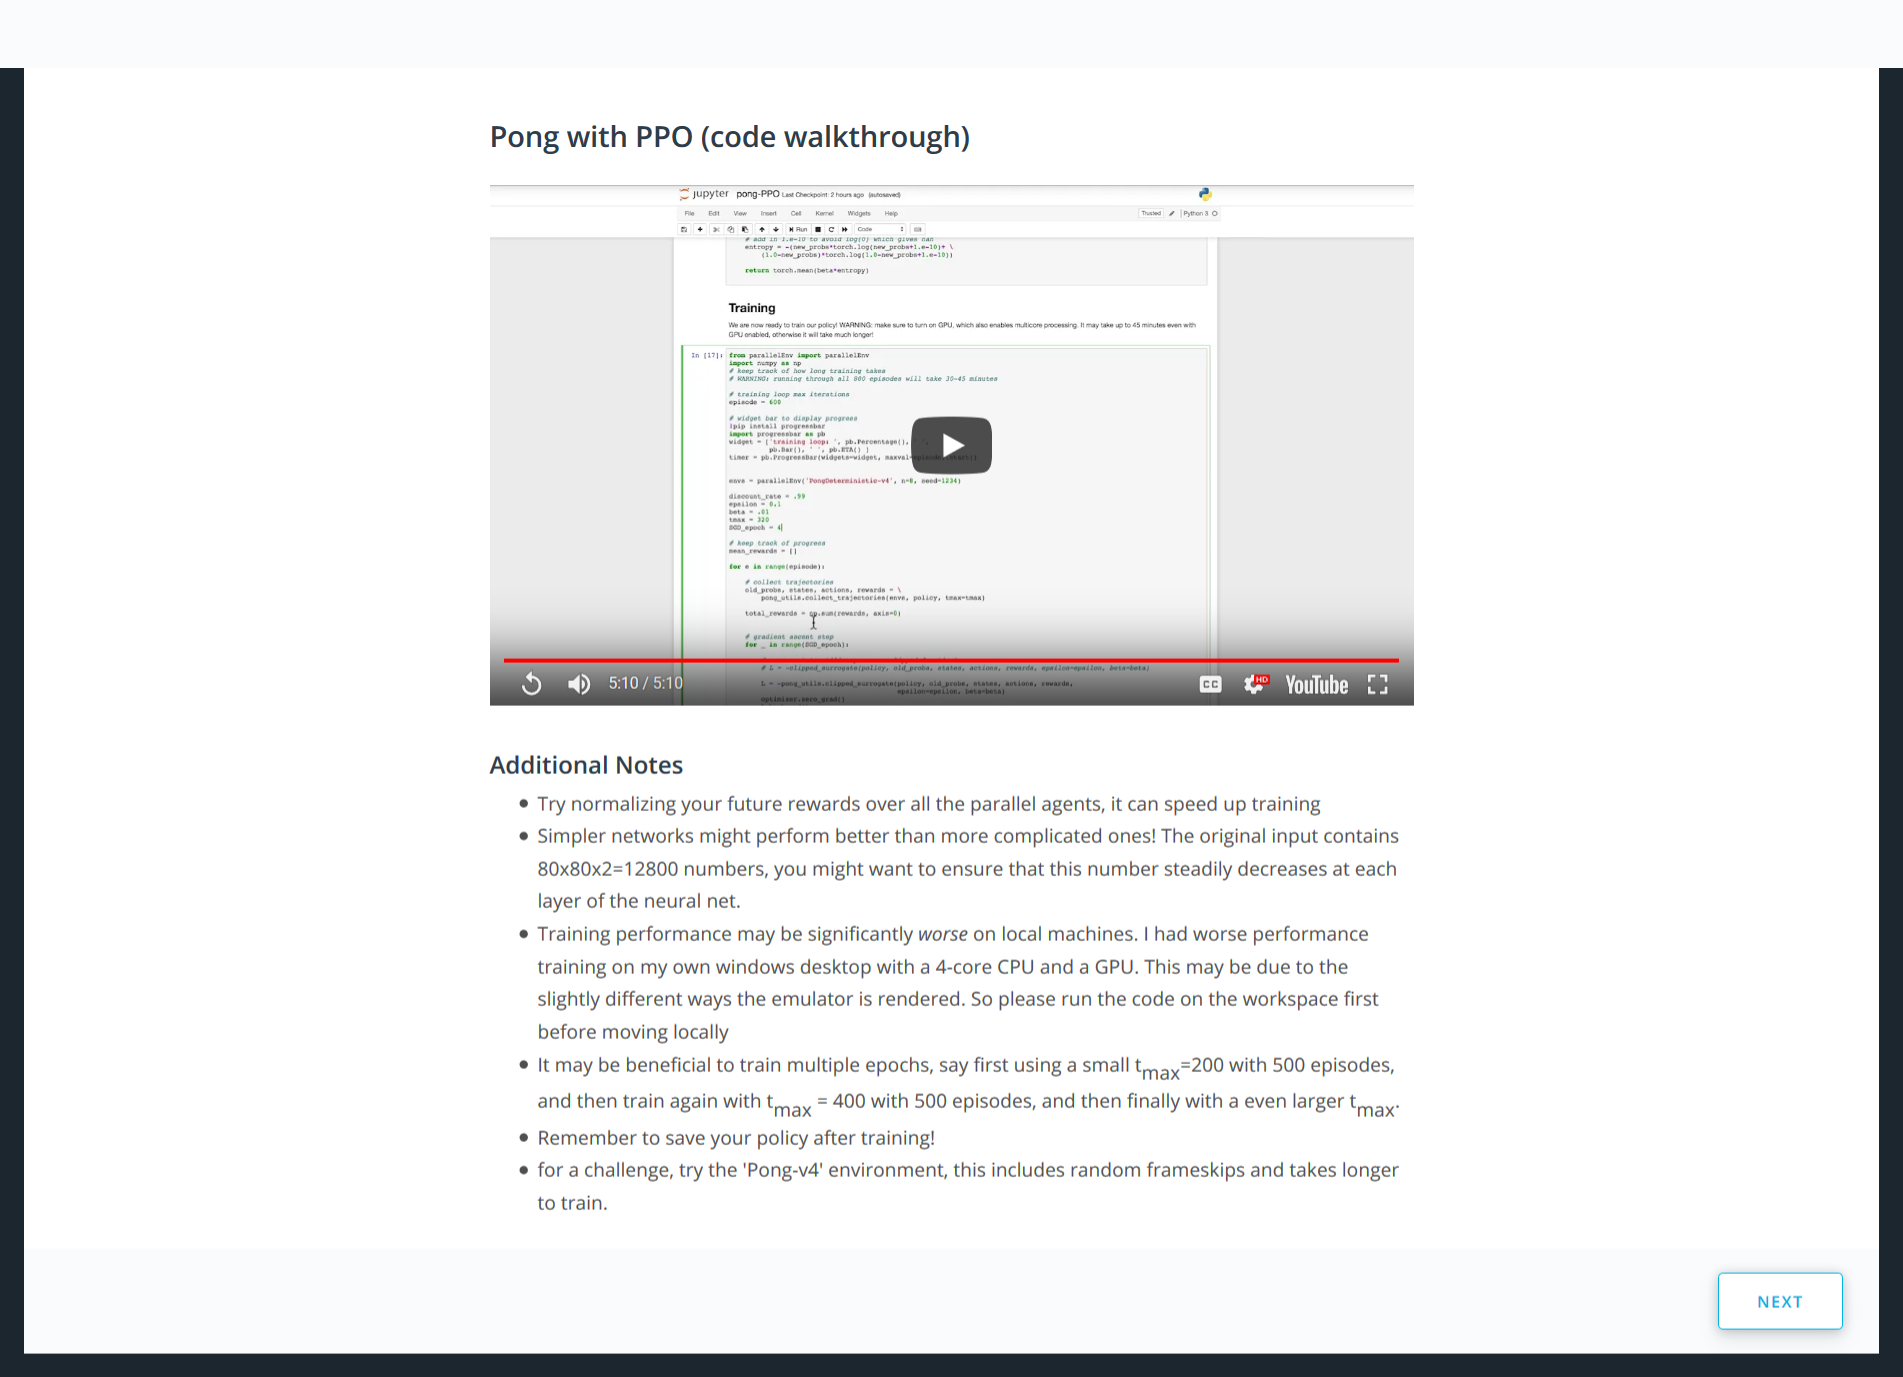 Pong with PPO (code walkthrough)
jupyter pong-PPO Last Checkpoint: 2 hours ago (autosaved)
File Edit View Insert Cell Kernel Widgets Help Trusted Python 3
Run Code
# add in 1.e-10 to avoid log(0) which gives nan
entropy = -(new_probs*torch.log(new_probs+1.e-10)+ \
(1.0-new_probs)*torch.log(1.0-new_probs+1.e-10))
return torch.mean(beta*entropy)
Training
We are now ready to train our policy! WARNING: make sure to turn on GPU, which also enables multicore processing. It may take up to 45 minutes even with
GPU enabled, otherwise it will take much longer!
In [17]: from parallelEnv import parallelEnv
import numpy as np
# keep track of how long training takes
# WARNING: running through all 800 episodes will take 30-45 minutes
# training loop max iterations
episode = 600
# widget bar to display progress
!pip install progressbar
import progressbar as pb
widget = ['training loop: ', pb.Percentage(), '
pb.Bar(), ' ', pb.ETA() ]
timer = pb.ProgressBar(widgets=widget, maxval=
envs = parallelEnv('PongDeterministic-v4', n=8, seed=1234)
discount_rate = .99
epsilon = 0.1
beta = .01
tmax = 320
SGD_epoch = 4
# keep track of progress
mean_rewards = []
for e in range(episode):
# collect trajectories
old_probs, states, actions, rewards = \
pong_utils.collect_trajectories(envs, policy, tmax=tmax)
total_rewards = np.sum(rewards, axis=0)
# gradient ascent step
for _ in range(SGD_epoch):
# L = -clipped_surrogate(policy, old_probs, states, actions, rewards, epsilon=epsilon, beta=beta)
L = -pong_utils.clipped_surrogate(policy, old_probs, states, actions, rewards,
epsilon=epsilon, beta=beta)
optimizer.zero_grad()
5:10 / 5:10 CC HD YouTube
Additional Notes
Try normalizing your future rewards over all the parallel agents, it can speed up training
Simpler networks might perform better than more complicated ones! The original input contains
80x80x2=12800 numbers, you might want to ensure that this number steadily decreases at each
layer of the neural net.
Training performance may be significantly worse on local machines. I had worse performance
training on my own windows desktop with a 4-core CPU and a GPU. This may be due to the
slightly different ways the emulator is rendered. So please run the code on the workspace first
before moving locally
It may be beneficial to train multiple epochs, say first using a small tmax=200 with 500 episodes,
and then train again with tmax = 400 with 500 episodes, and then finally with a even larger tmax.
Remember to save your policy after training!
for a challenge, try the 'Pong-v4' environment, this includes random frameskips and takes longer
to train.
NEXT